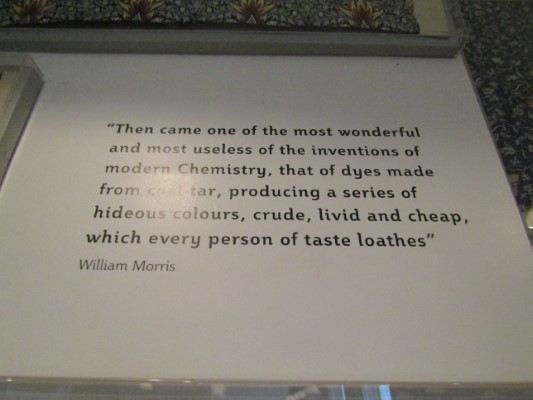 “Then came one of the most wonderful
and most useless of the inventions of
modern Chemistry, that of dyes made
from coal-tar, producing a series of
hideous colours, crude, livid and cheap,
which every person of taste loathes”
William Morris